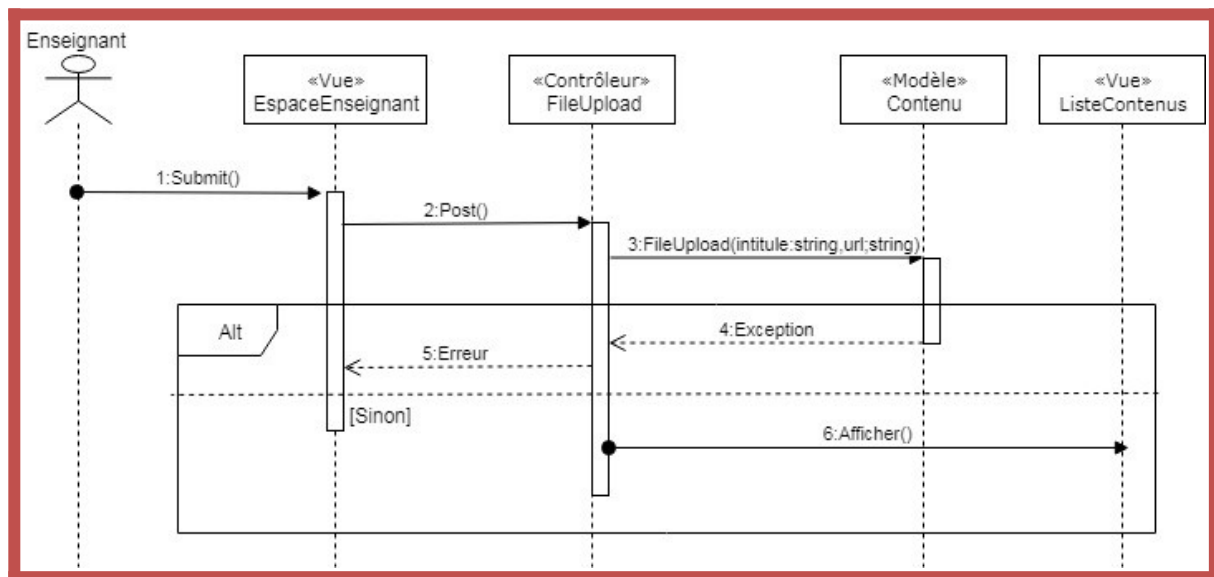 Enseignant
«Vue»
EspaceEnseignant
«Contrôleur»
FileUpload
«Modèle»
Contenu
«Vue»
ListeContenus
1:Submit()
2:Post()
3:FileUpload(intitule:string,url;string)
Alt
4:Exception
5:Erreur
[Sinon]
6:Afficher()